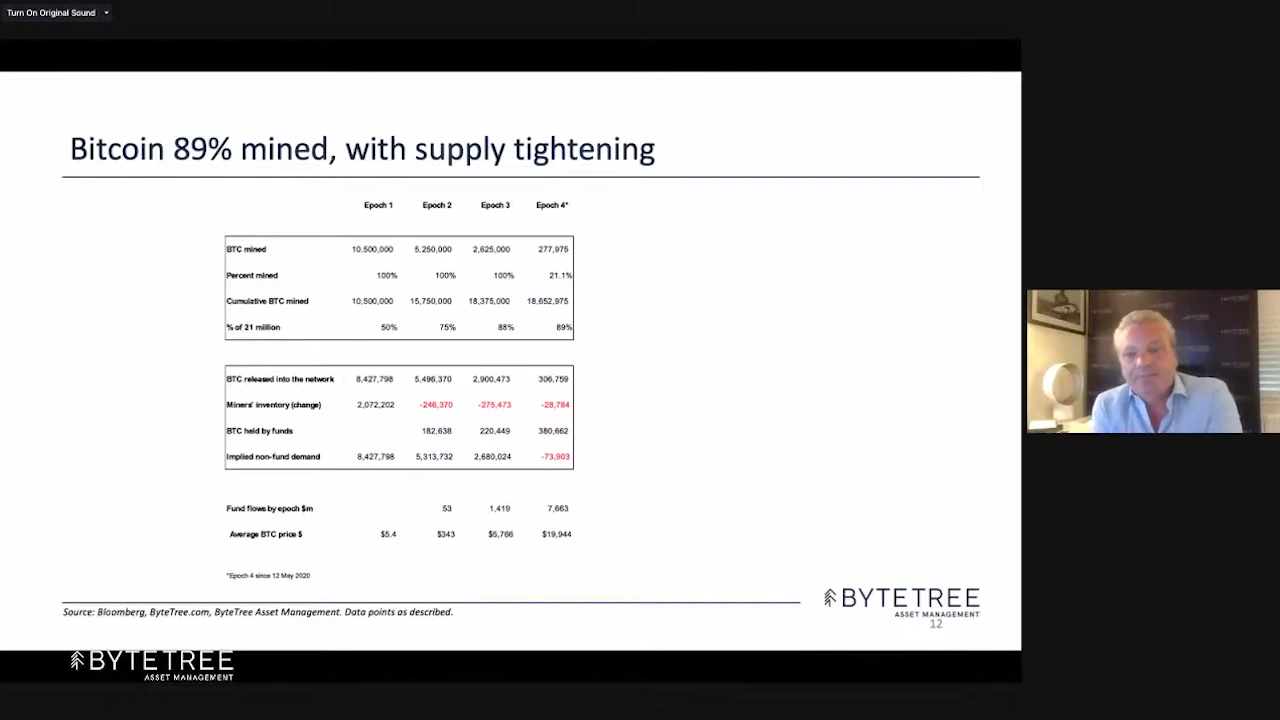 Turn On Original Sound
Bitcoin 89% mined, with supply tightening
Epoch 1 Epoch 2 Epoch 3 Epoch 4*
BTC mined 10,500,000 5,250,000 2,625,000 277,975
Percent mined 100% 100% 100% 21.1%
Cumulative BTC mined 10,500,000 15,750,000 18,375,000 18,652,975
% of 21 million 50% 75% 88% 89%
BTC released into the network 8,427,798 5,496,370 2,900,473 306,759
Miners' inventory (change) 2,072,202 -246,370 -275,473 -28,784
BTC held by funds 182,638 220,449 380,662
Implied non-fund demand 8,427,798 5,313,732 2,680,024 -73,903
Fund flows by epoch $m 53 1,419 7,663
Average BTC price $ $5.4 $343 $5,766 $19,944
*Epoch 4 since 12 May 2020
Source: Bloomberg, ByteTree.com, ByteTree Asset Management. Data points as described.
BYTETREE
ASSET MANAGEMENT
12
BYTETREE
ASSET MANAGEMENT